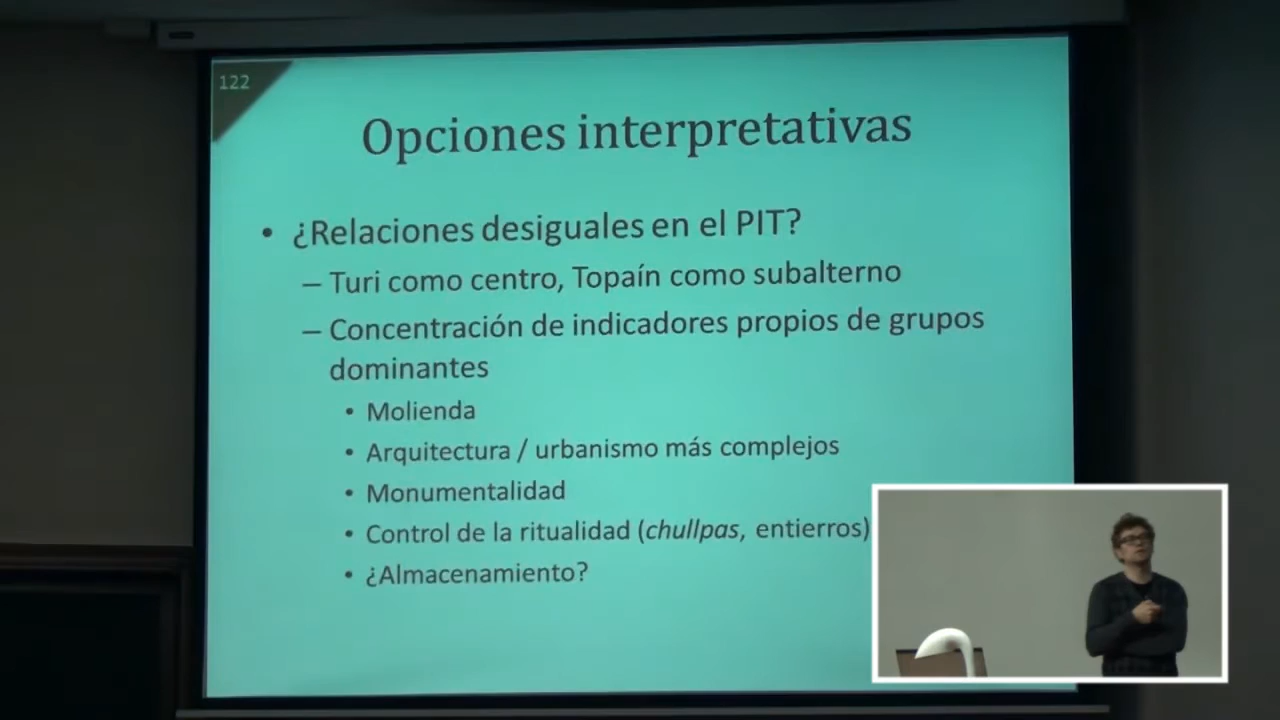 122
Opciones interpretativas
• ¿Relaciones desiguales en el PIT?
– Turi como centro, Topaín como subalterno
– Concentración de indicadores propios de grupos
dominantes
• Molienda
• Arquitectura / urbanismo más complejos
• Monumentalidad
• Control de la ritualidad (chullpas, entierros)
• ¿Almacenamiento?